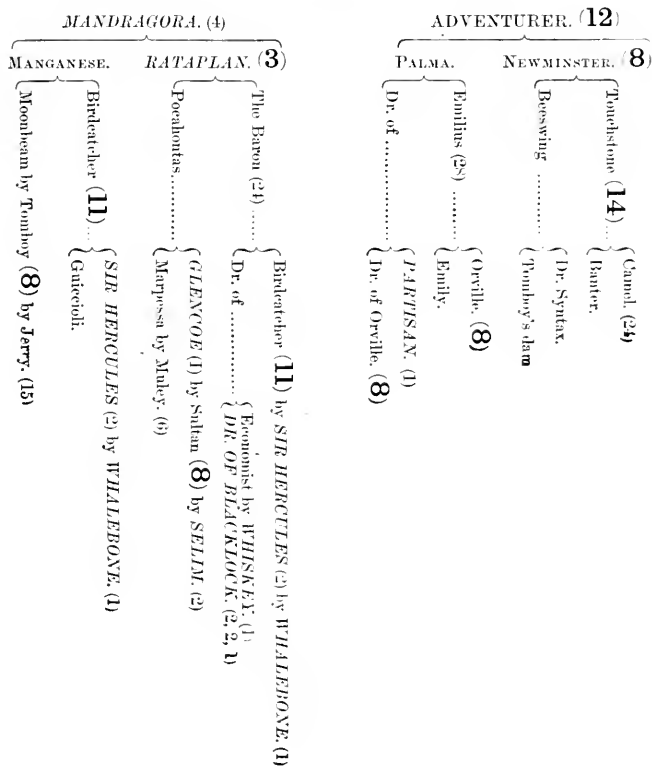 MANDRAGORA. (4)
ADVENTURER. (12)
MANGANESE.
RATAPLAN. (3)
PALMA.
NEWMINSTER. (8)
Touchstone (14)
Camel. (24)
Banter.
Beeswing
Dr. Syntax.
Tomboy's dam
Emilius (28)
Orville. (8)
Emily.
Dr. of
PARTISAN. (1)
Dr. of Orville. (8)
The Baron (24)
Birdcatcher (11) by SIR HERCULES (2) by WHALEBONE. (1)
Dr. of
Economist by WHISKEY. (1)
DR. OF BLACKLOCK. (2, 2, 1)
Pocahontas
GLENCOE (1) by Sultan (8) by SELIM. (2)
Marpessa by Muley. (6)
Birdcatcher (11)
SIR HERCULES (2) by WHALEBONE. (1)
Guiccioli.
Moonbeam by Tomboy (8) by Jerry. (15)